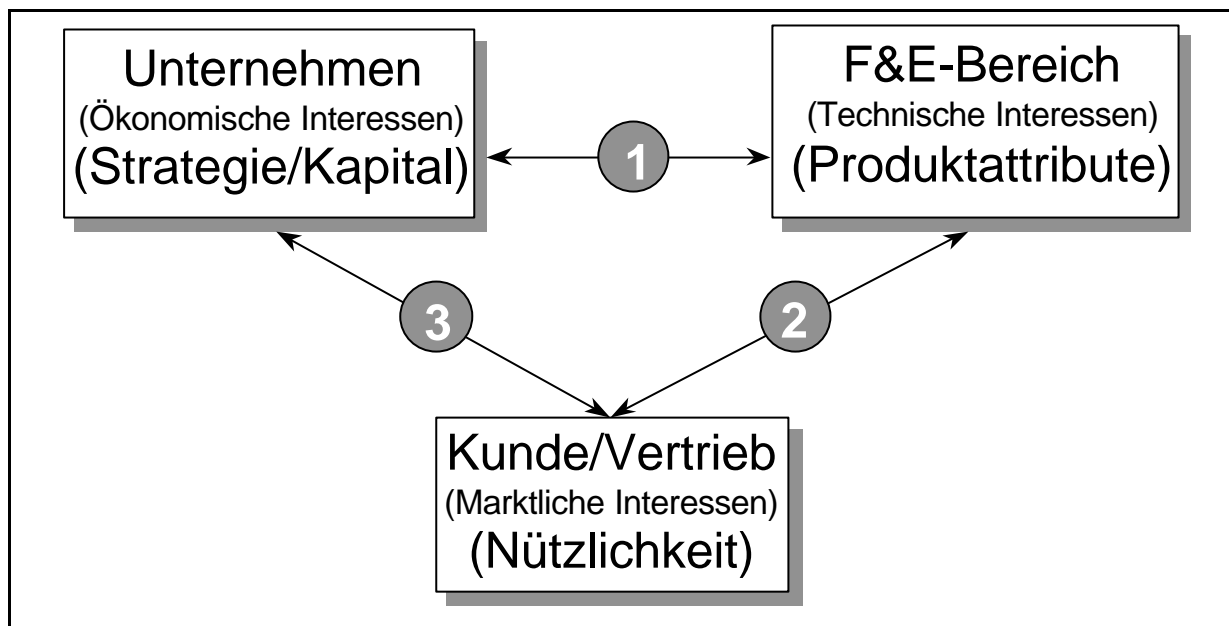 Unternehmen
(Ökonomische Interessen)
(Strategie/Kapital)
F&E-Bereich
(Technische Interessen)
(Produktattribute)
1
3
2
Kunde/Vertrieb
(Marktliche Interessen)
(Nützlichkeit)